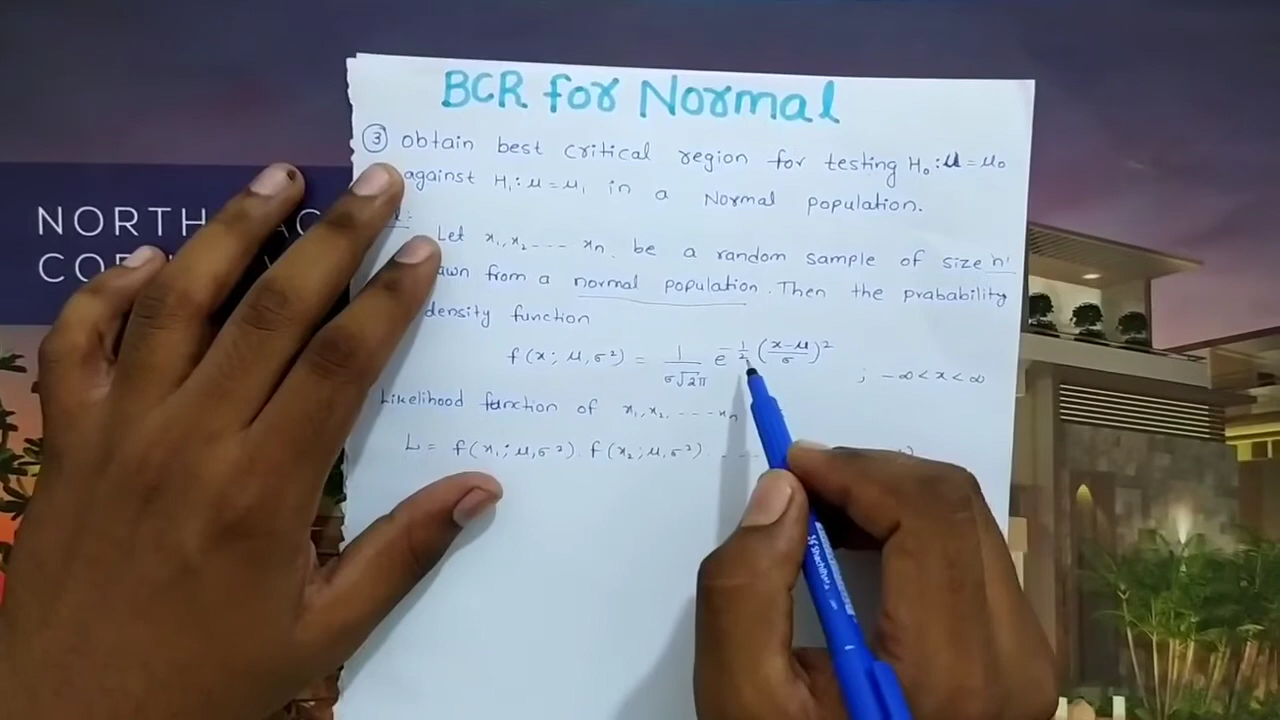 BCR for Normal
③ obtain best critical region for testing H₀ : μ = μ₀
against H₁ : μ = μ₁ in a Normal population.
Let x₁, x₂ ---- xₙ. be a random sample of size 'n'
from a normal population. Then the prabability
density function
f(x; μ, σ²) = 1/(σ√2π) e^(-1/2 ((x-μ)/σ)²) ; -∞ < x < ∞
Likelihood function of x₁, x₂, ---- xₙ
L = f(x₁; μ, σ²). f(x₂; μ, σ²)
NORTH